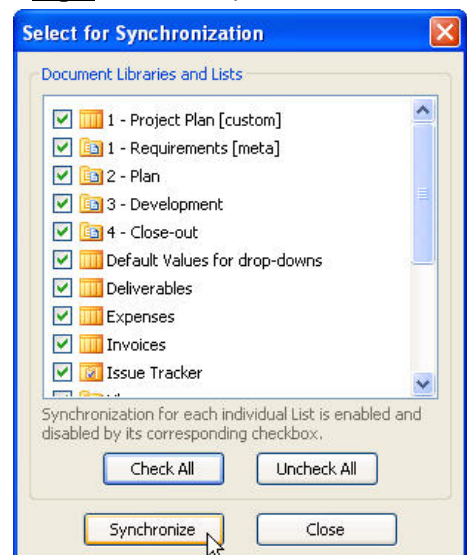 Select for Synchronization
Document Libraries and Lists
1 - Project Plan [custom]
1 - Requirements [meta]
2 - Plan
3 - Development
4 - Close-out
Default Values for drop-downs
Deliverables
Expenses
Invoices
Issue Tracker
Synchronization for each individual List is enabled and
disabled by its corresponding checkbox.
Check All Uncheck All
Synchronize Close